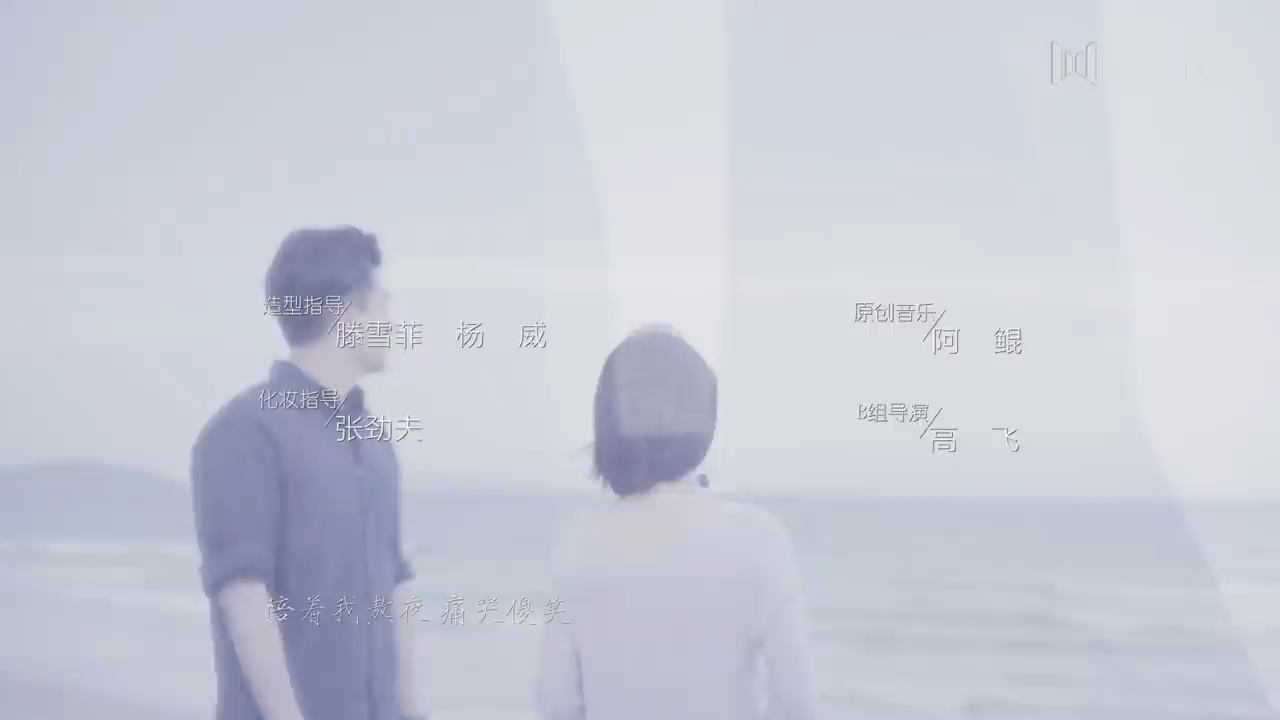 造型指导
滕雪菲 杨 威
化妆指导
张劲夫
原创音乐
阿 鲲
B组导演
高 飞
陪着我熬夜痛哭傻笑